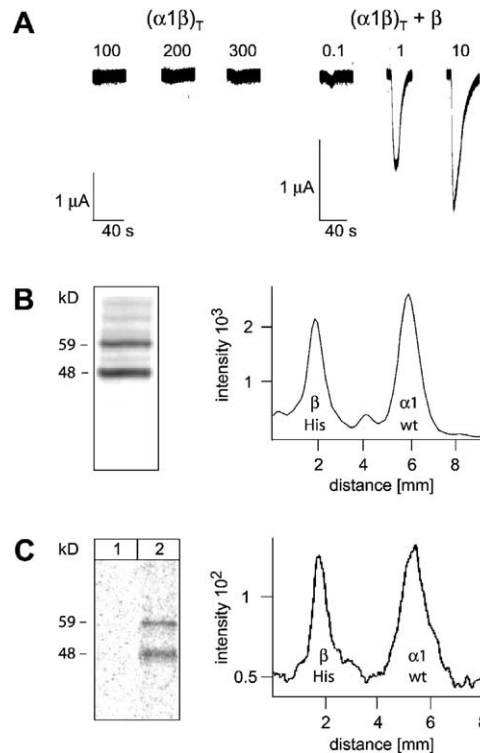 A
(α1β)T
(α1β)T + β
100 200 300
0.1 1 10
1 µA
40 s
1 µA
40 s
B
kD
59 –
48 –
intensity 10³
2
1
β
His
α1
wt
2 4 6 8
distance [mm]
C
kD
1 2
59 –
48 –
intensity 10²
1
0.5
β
His
α1
wt
2 4 6 8
distance [mm]